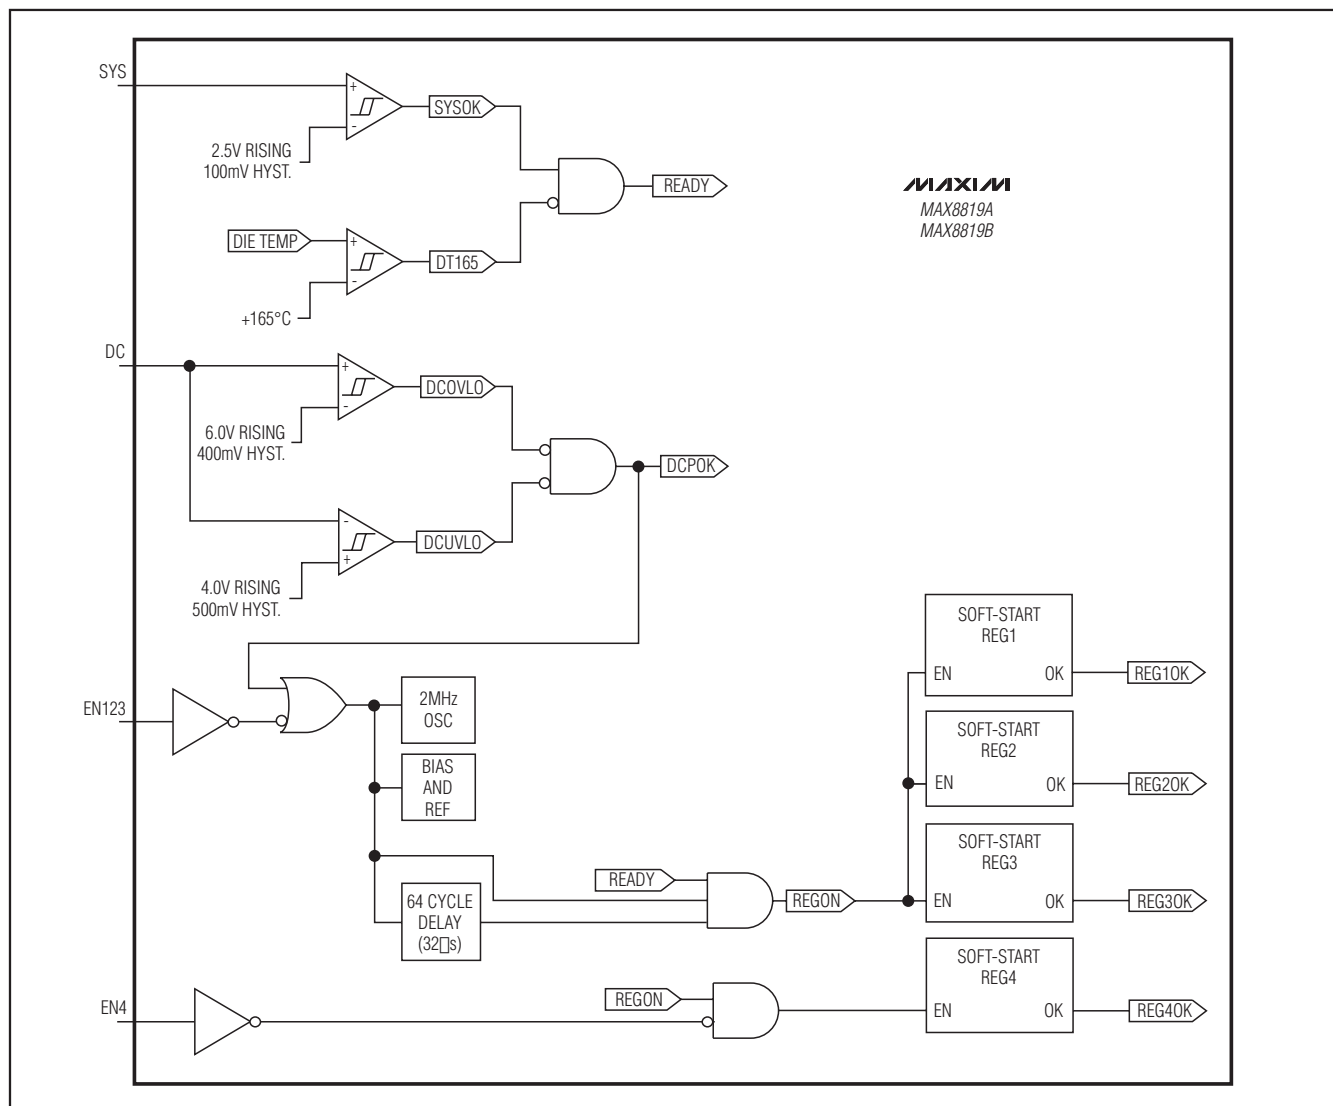 SYS
+
-
SYSOK
2.5V RISING
100mV HYST.
READY
MAXIM
MAX8819A
MAX8819B
DIE TEMP
+
-
DT165
+165°C
DC
+
-
DCOVLO
6.0V RISING
400mV HYST.
DCPOK
-
+
DCUVLO
4.0V RISING
500mV HYST.
SOFT-START
REG1
EN
OK
REG1OK
EN123
2MHz
OSC
SOFT-START
REG2
EN
OK
REG2OK
BIAS
AND
REF
SOFT-START
REG3
EN
OK
REG3OK
READY
REGON
64 CYCLE
DELAY
(32▯s)
SOFT-START
REG4
EN
OK
REG4OK
REGON
EN4